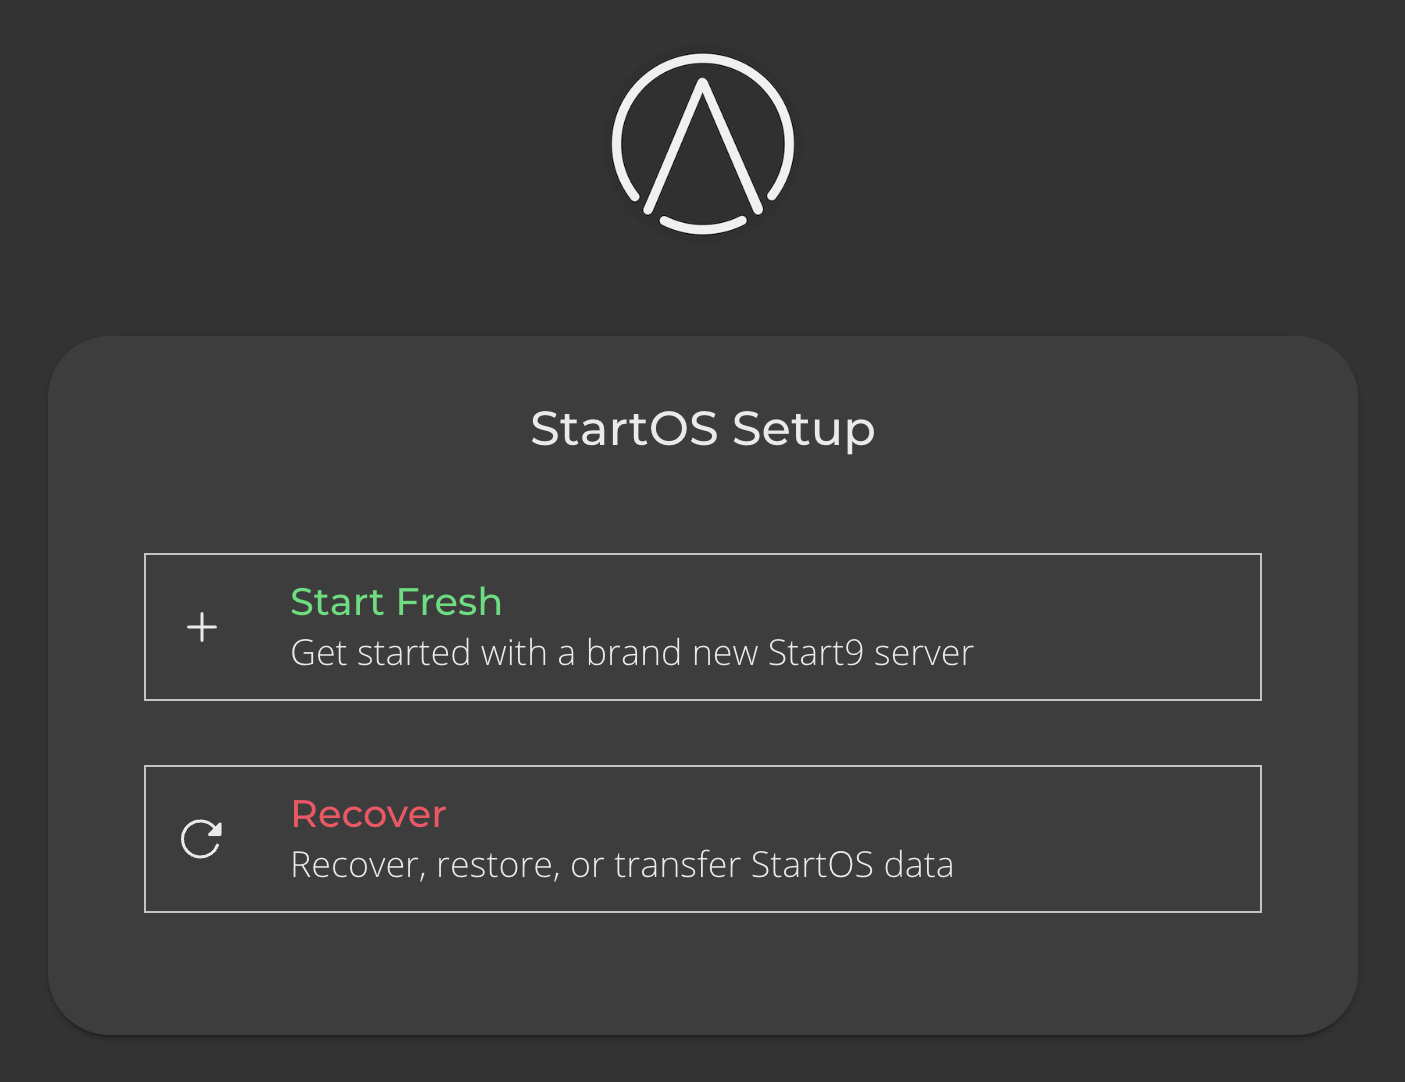 StartOS Setup
Start Fresh
Get started with a brand new Start9 server
Recover
Recover, restore, or transfer StartOS data